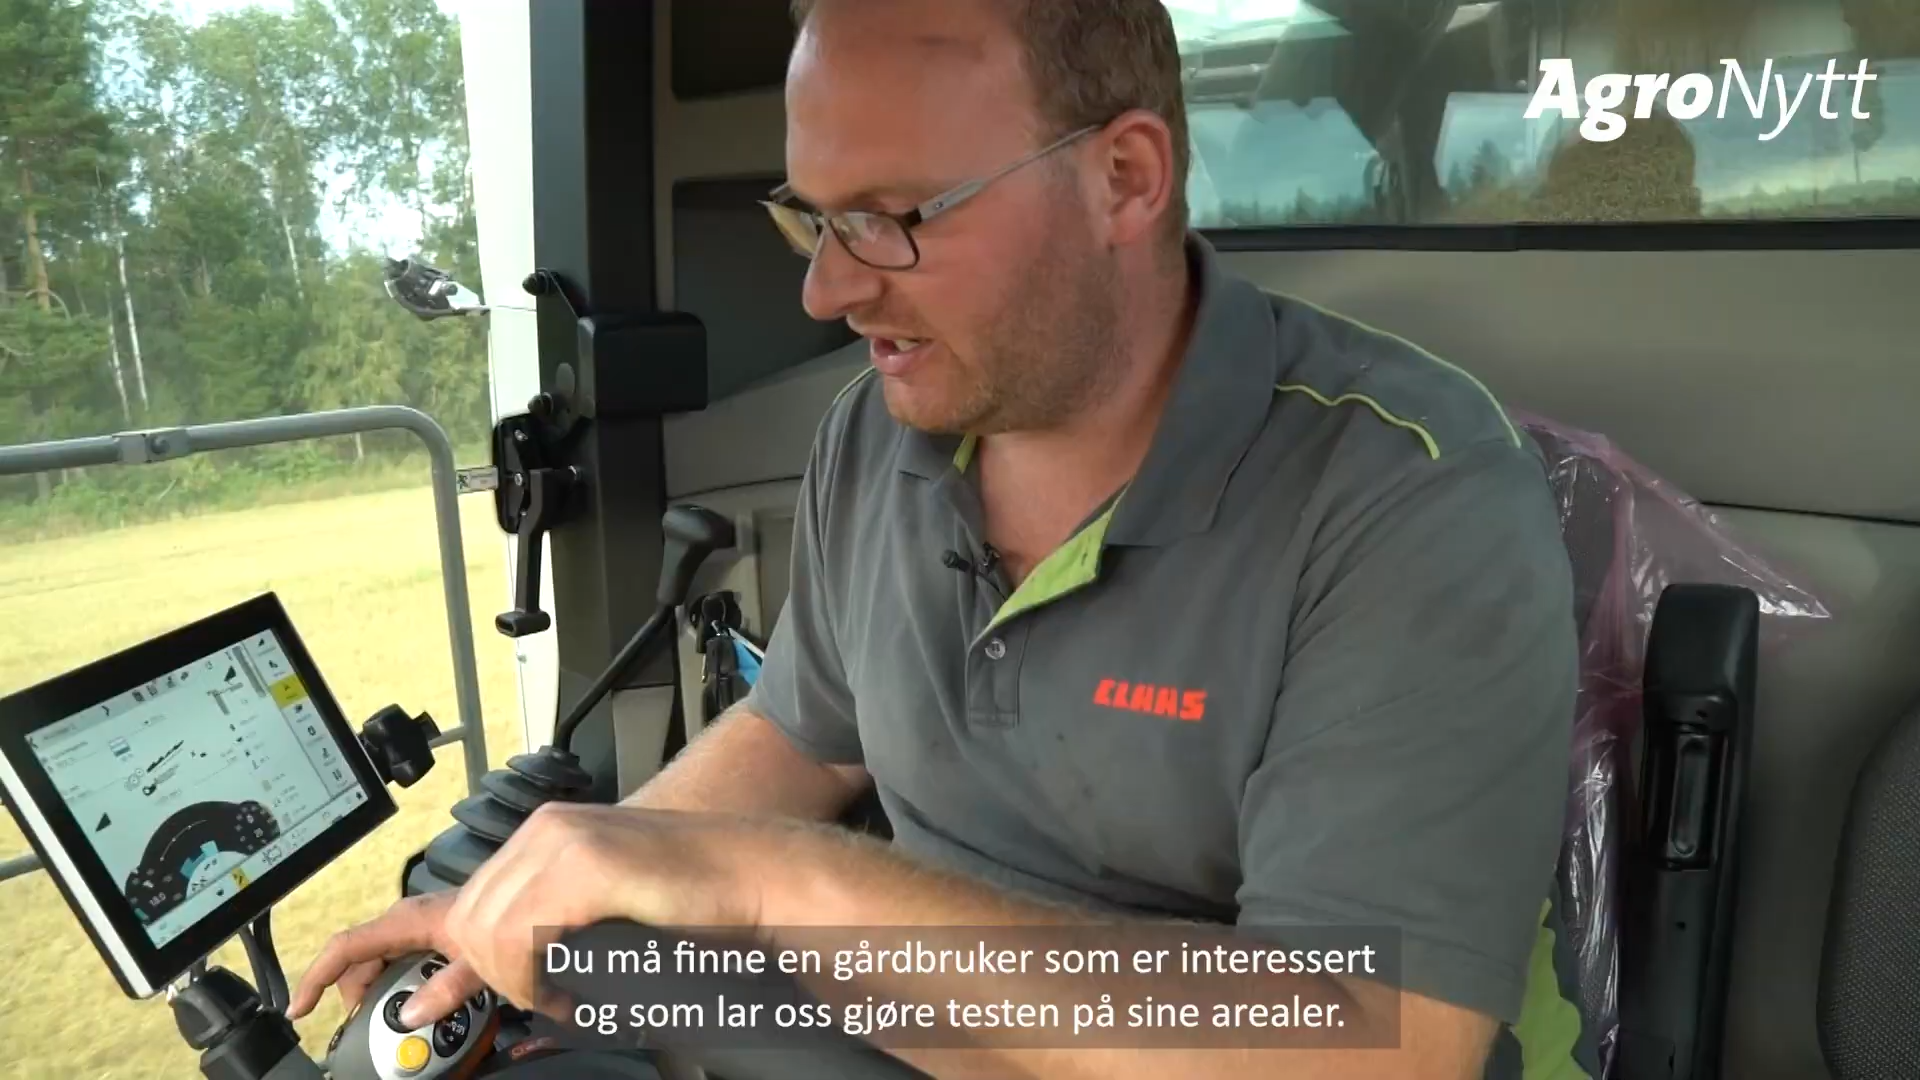 AgroNytt
CLAAS
Du må finne en gårdbruker som er interessert
og som lar oss gjøre testen på sine arealer.